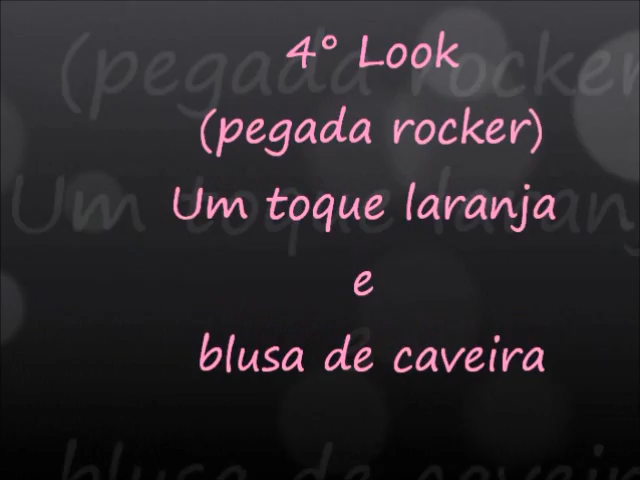 4° Look
(pegada rocker)
Um toque laranja
e
blusa de caveira